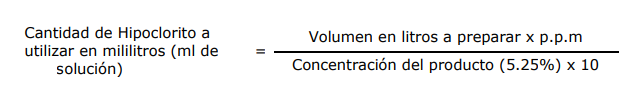 Cantidad de Hipoclorito a
utilizar en mililitros (ml de
solución)
=
Volumen en litros a preparar x p.p.m
Concentración del producto (5.25%) x 10